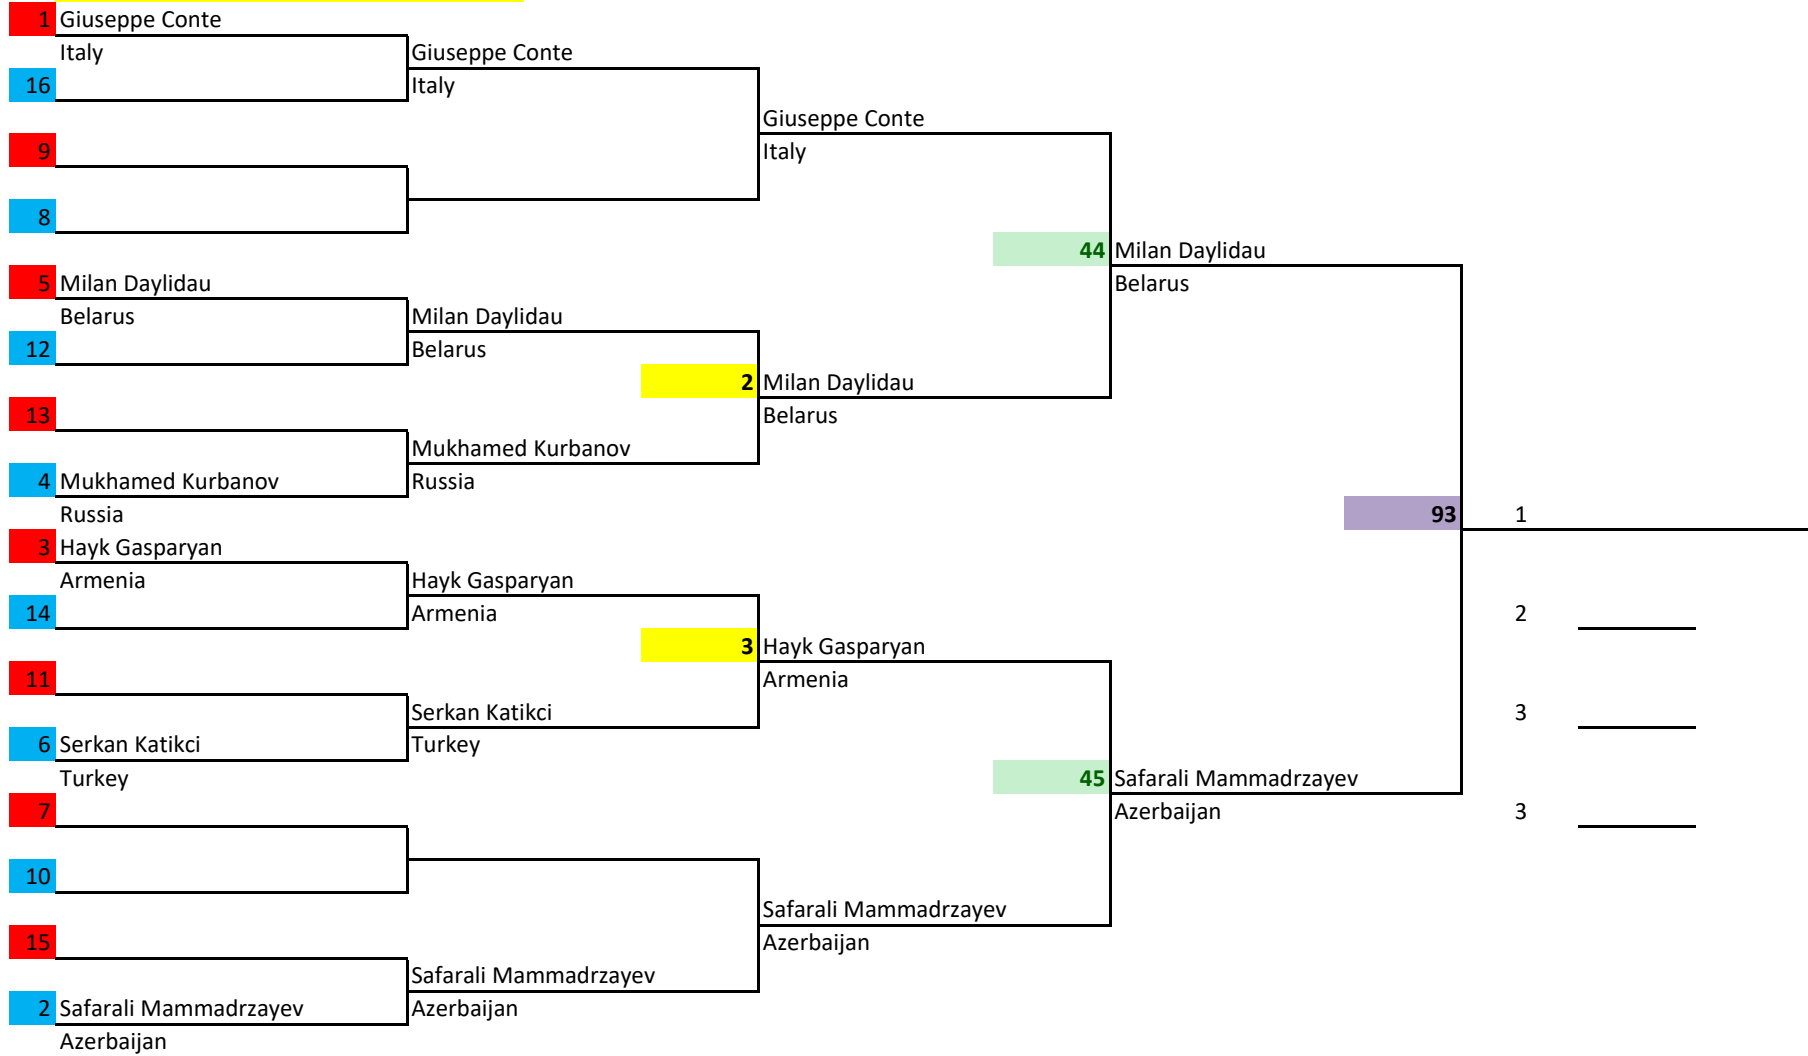 1 Giuseppe Conte
Italy
Giuseppe Conte
16
Italy
Giuseppe Conte
9
Italy
8
44 Milan Daylidau
5 Milan Daylidau
Belarus
Belarus
Milan Daylidau
12
Belarus
2 Milan Daylidau
13
Belarus
Mukhamed Kurbanov
4 Mukhamed Kurbanov
Russia
Russia
93 1
3 Hayk Gasparyan
Armenia
Hayk Gasparyan
14
Armenia
2
3 Hayk Gasparyan
11
Armenia
Serkan Katikci
3
6 Serkan Katikci
Turkey
Turkey
45 Safarali Mammadrzayev
7
Azerbaijan
3
10
Safarali Mammadrzayev
15
Azerbaijan
Safarali Mammadrzayev
2 Safarali Mammadrzayev
Azerbaijan
Azerbaijan